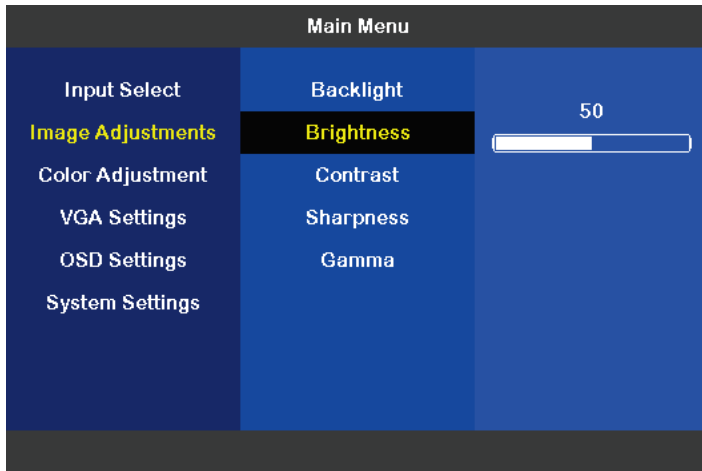 Main Menu
Input Select
Image Adjustments
Color Adjustment
VGA Settings
OSD Settings
System Settings
Backlight
Brightness
Contrast
Sharpness
Gamma
50